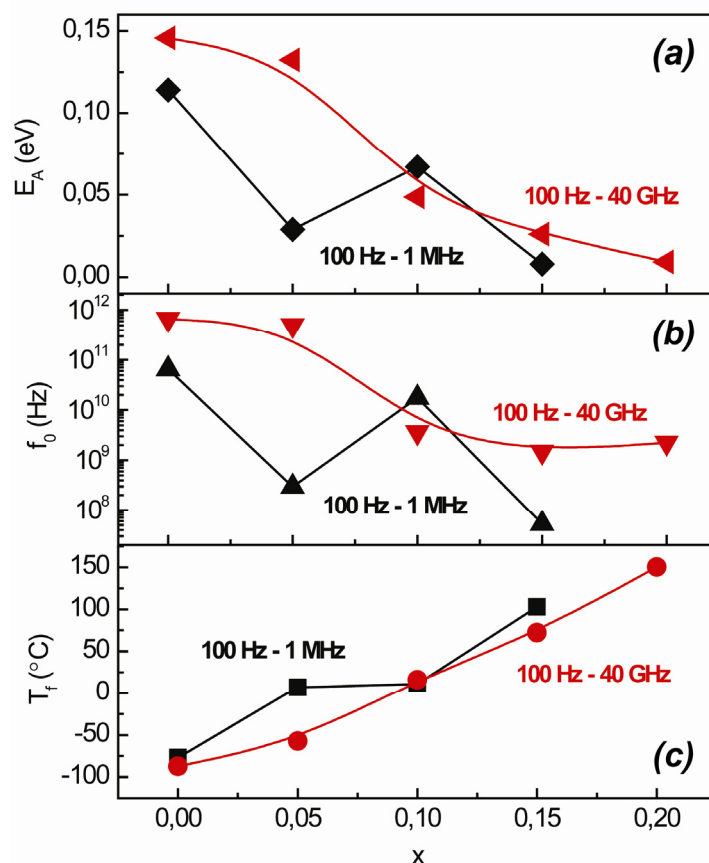 0,15
0,10
0,05
0,00
E_A (eV)
(a)
100 Hz - 40 GHz
100 Hz - 1 MHz
10^12
10^11
10^10
10^9
10^8
f_0 (Hz)
(b)
100 Hz - 40 GHz
100 Hz - 1 MHz
150
100
50
0
-50
-100
T_f (°C)
100 Hz - 1 MHz
100 Hz - 40 GHz
(c)
0,00 0,05 0,10 0,15 0,20
x